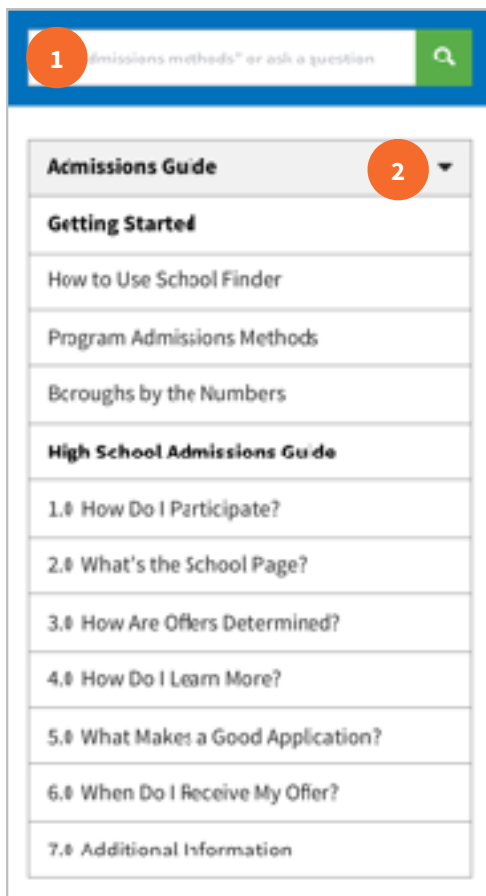 1 admissions methods" or ask a question
Admissions Guide 2
Getting Started
How to Use School Finder
Program Admissions Methods
Boroughs by the Numbers
High School Admissions Guide
1.0 How Do I Participate?
2.0 What's the School Page?
3.0 How Are Offers Determined?
4.0 How Do I Learn More?
5.0 What Makes a Good Application?
6.0 When Do I Receive My Offer?
7.0 Additional Information